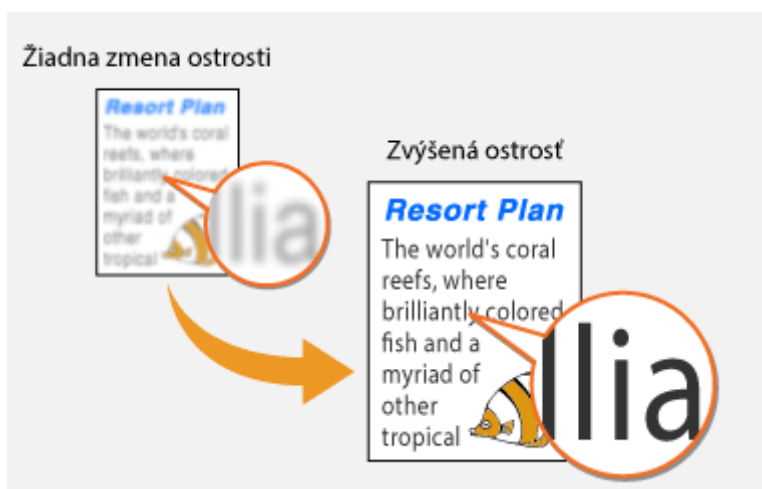 Žiadna zmena ostrosti
Resort Plan
The world's coral
reefs, where
brilliantly colored
fish and a
myriad of
other
tropical
llia
Zvýšená ostrosť
Resort Plan
The world's coral
reefs, where
brilliantly colored
fish and a
myriad of
other
tropical
llia